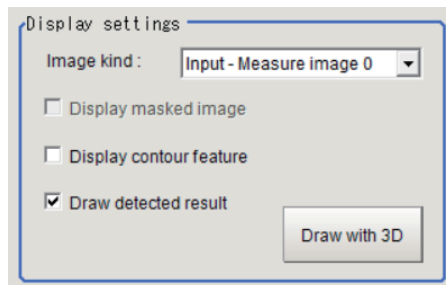 Display settings
Image kind : Input - Measure image 0
Display masked image
Display contour feature
Draw detected result
Draw with 3D